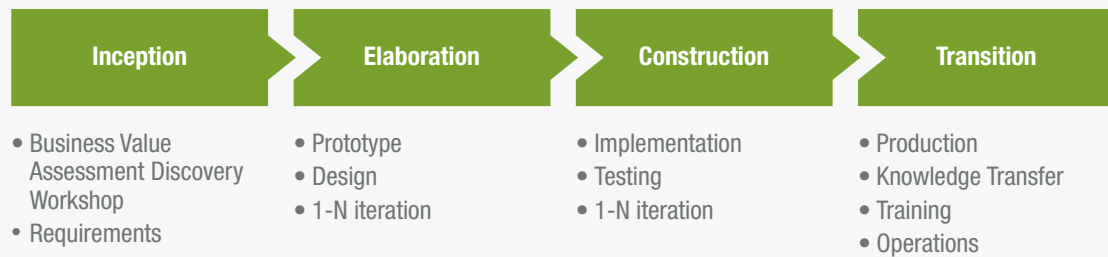 Inception
Elaboration
Construction
Transition
• Business Value
Assessment Discovery
Workshop
• Requirements
• Prototype
• Design
• 1-N iteration
• Implementation
• Testing
• 1-N iteration
• Production
• Knowledge Transfer
• Training
• Operations